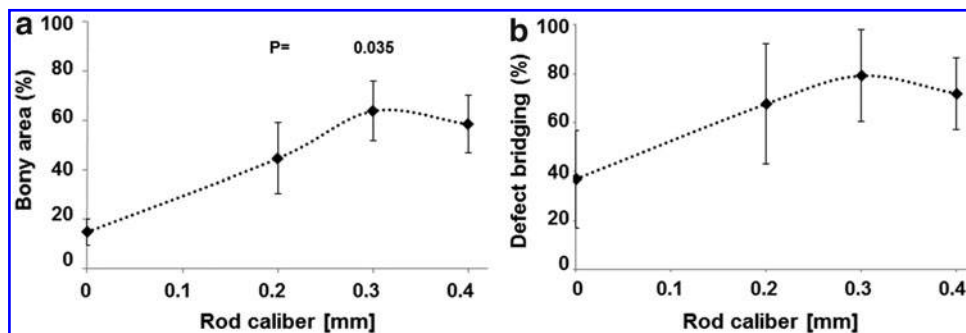 a
100
80
60
40
20
0
Bony area (%)
P= 0.035
0 0.1 0.2 0.3 0.4
Rod caliber [mm]
b
100
80
60
40
20
0
Defect bridging (%)
0 0.1 0.2 0.3 0.4
Rod caliber [mm]